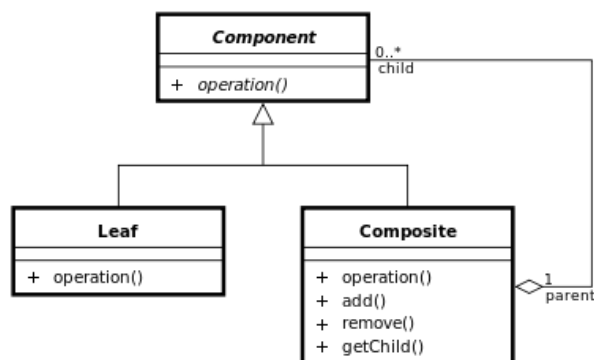 Component
0..*
child
+ operation()
Leaf
Composite
+ operation()
+ operation()
+ add()
1
parent
+ remove()
+ getChild()